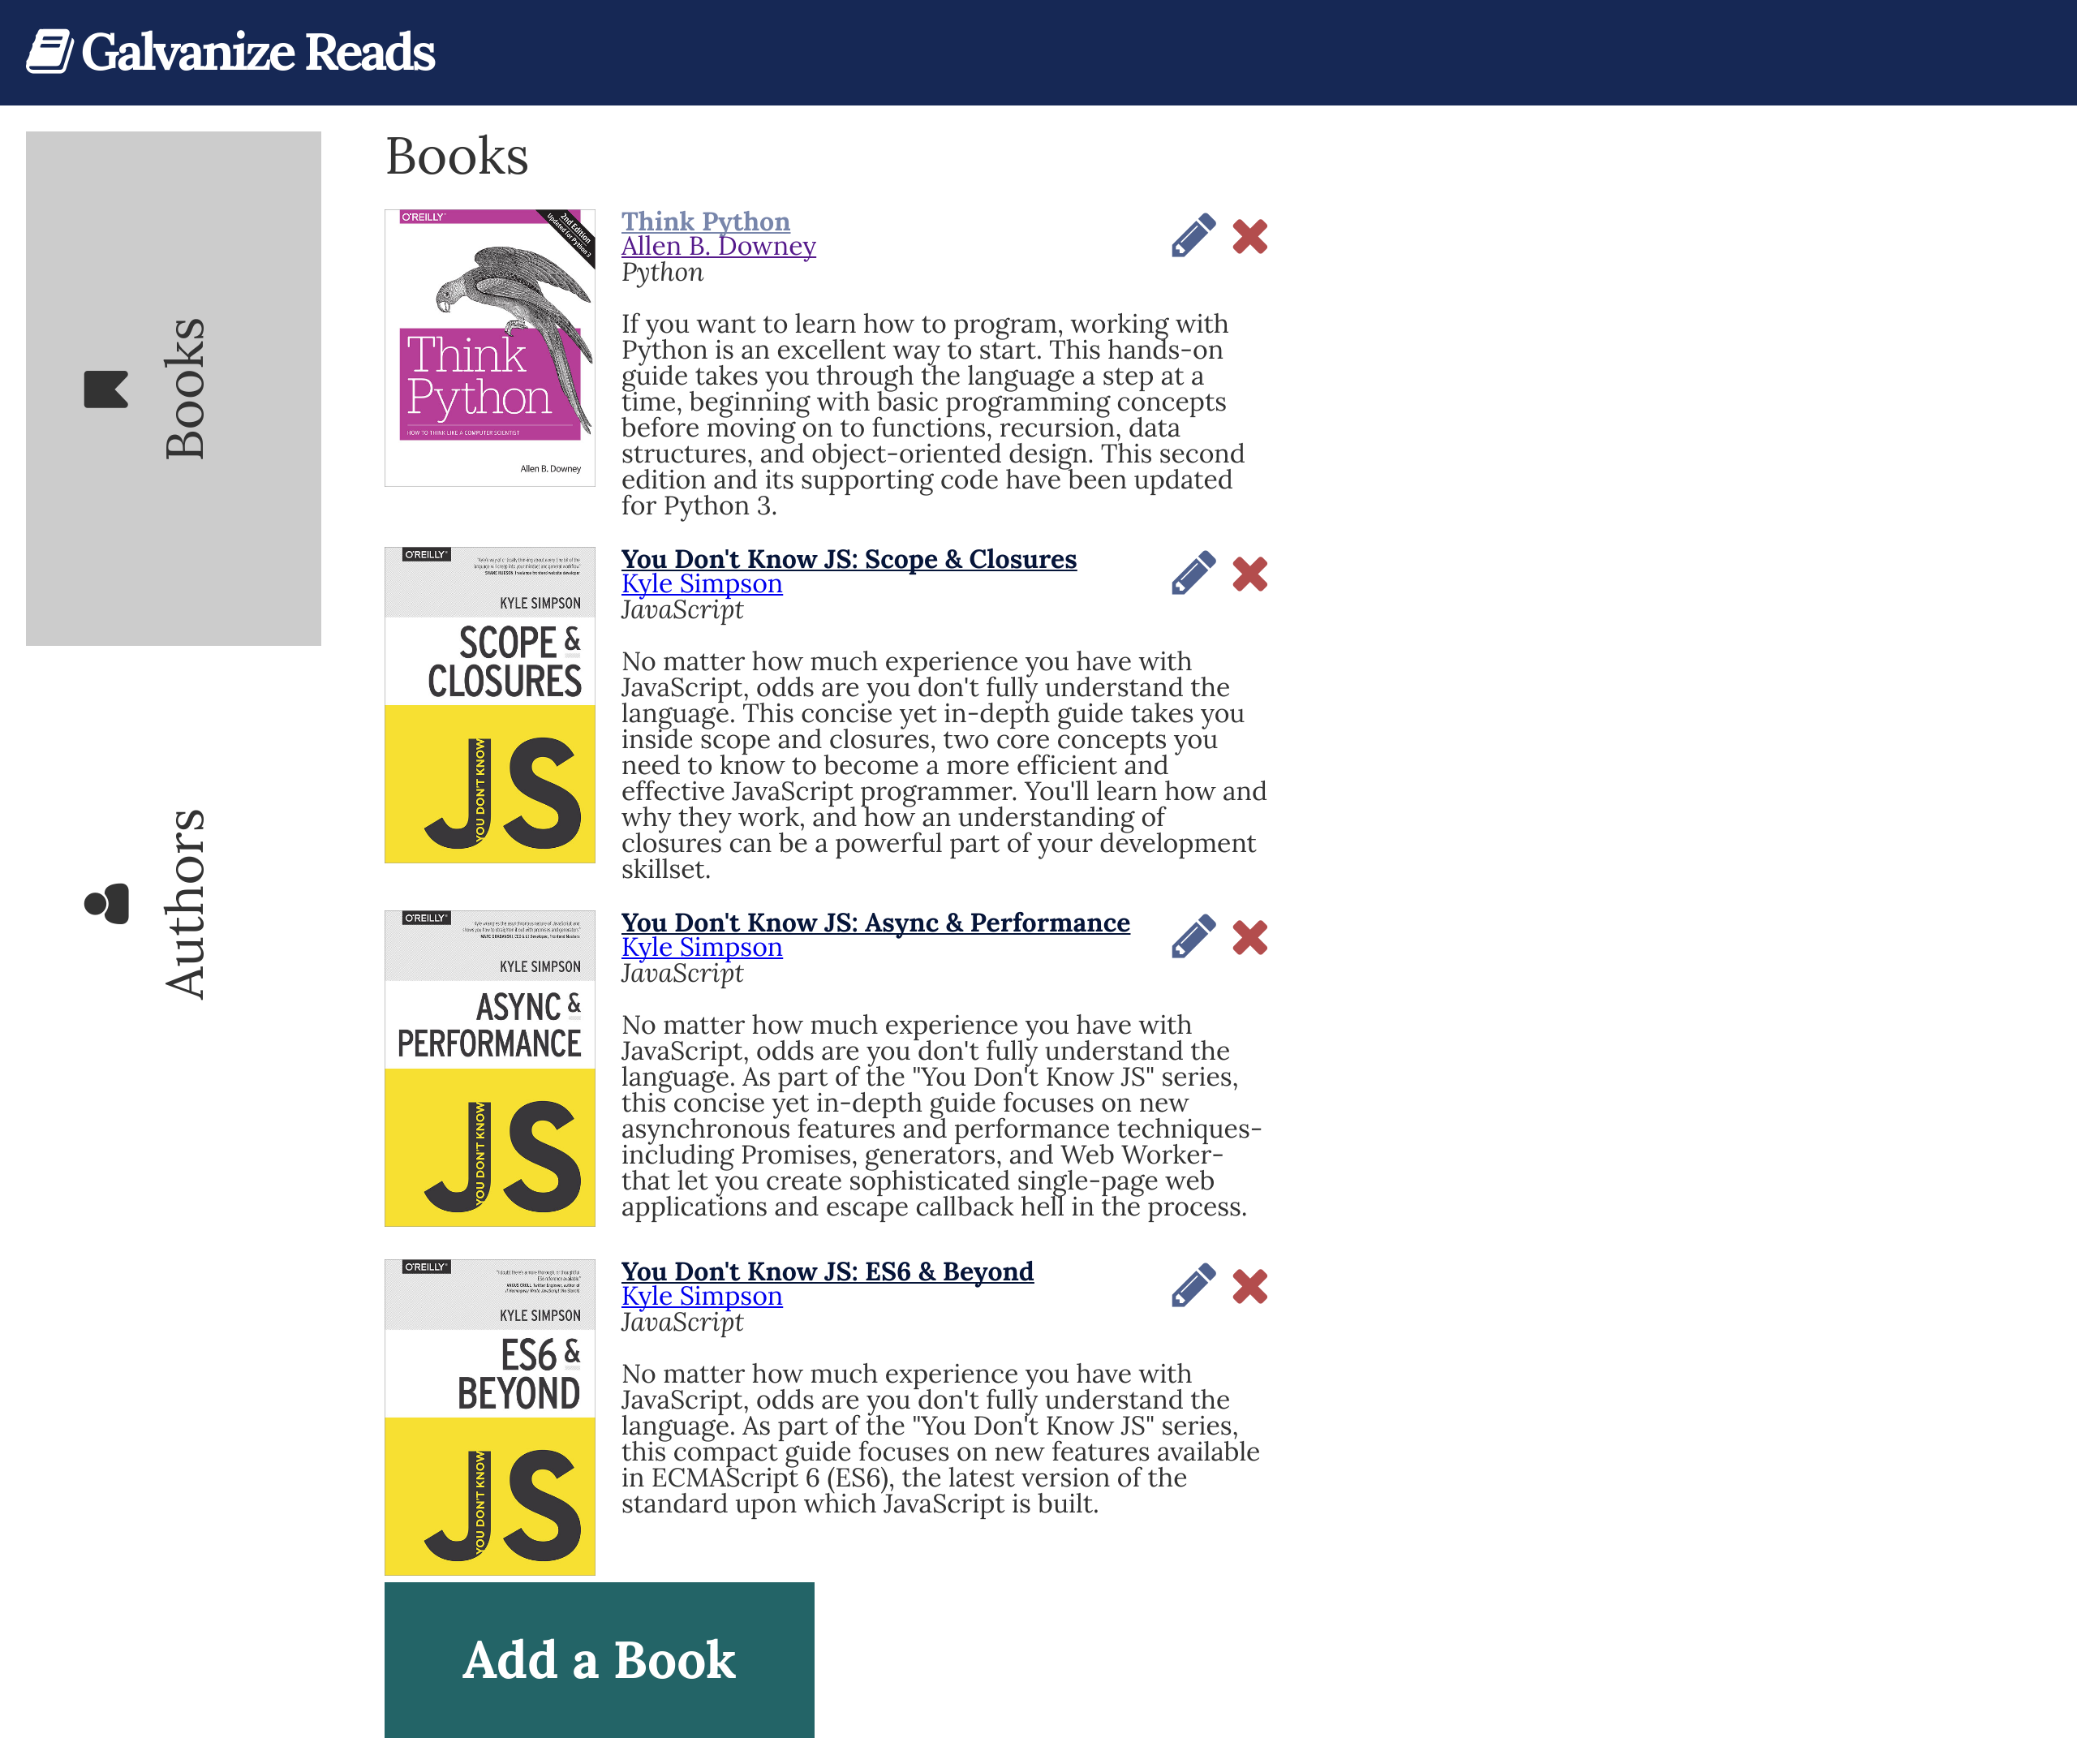 Galvanize Reads
Books
Authors
Books
O'REILLY
2nd Edition
Updated for Python 3
Think
Python
HOW TO THINK LIKE A COMPUTER SCIENTIST
Allen B. Downey
Think Python
Allen B. Downey
Python
If you want to learn how to program, working with
Python is an excellent way to start. This hands-on
guide takes you through the language a step at a
time, beginning with basic programming concepts
before moving on to functions, recursion, data
structures, and object-oriented design. This second
edition and its supporting code have been updated
for Python 3.
O'REILLY
KYLE SIMPSON
SCOPE &
CLOSURES
YOU DON'T KNOW
JS
You Don't Know JS: Scope & Closures
Kyle Simpson
JavaScript
No matter how much experience you have with
JavaScript, odds are you don't fully understand the
language. This concise yet in-depth guide takes you
inside scope and closures, two core concepts you
need to know to become a more efficient and
effective JavaScript programmer. You'll learn how and
why they work, and how an understanding of
closures can be a powerful part of your development
skillset.
O'REILLY
KYLE SIMPSON
ASYNC &
PERFORMANCE
YOU DON'T KNOW
JS
You Don't Know JS: Async & Performance
Kyle Simpson
JavaScript
No matter how much experience you have with
JavaScript, odds are you don't fully understand the
language. As part of the "You Don't Know JS" series,
this concise yet in-depth guide focuses on new
asynchronous features and performance techniques-
including Promises, generators, and Web Worker-
that let you create sophisticated single-page web
applications and escape callback hell in the process.
O'REILLY
KYLE SIMPSON
ES6 &
BEYOND
YOU DON'T KNOW
JS
You Don't Know JS: ES6 & Beyond
Kyle Simpson
JavaScript
No matter how much experience you have with
JavaScript, odds are you don't fully understand the
language. As part of the "You Don't Know JS" series,
this compact guide focuses on new features available
in ECMAScript 6 (ES6), the latest version of the
standard upon which JavaScript is built.
Add a Book